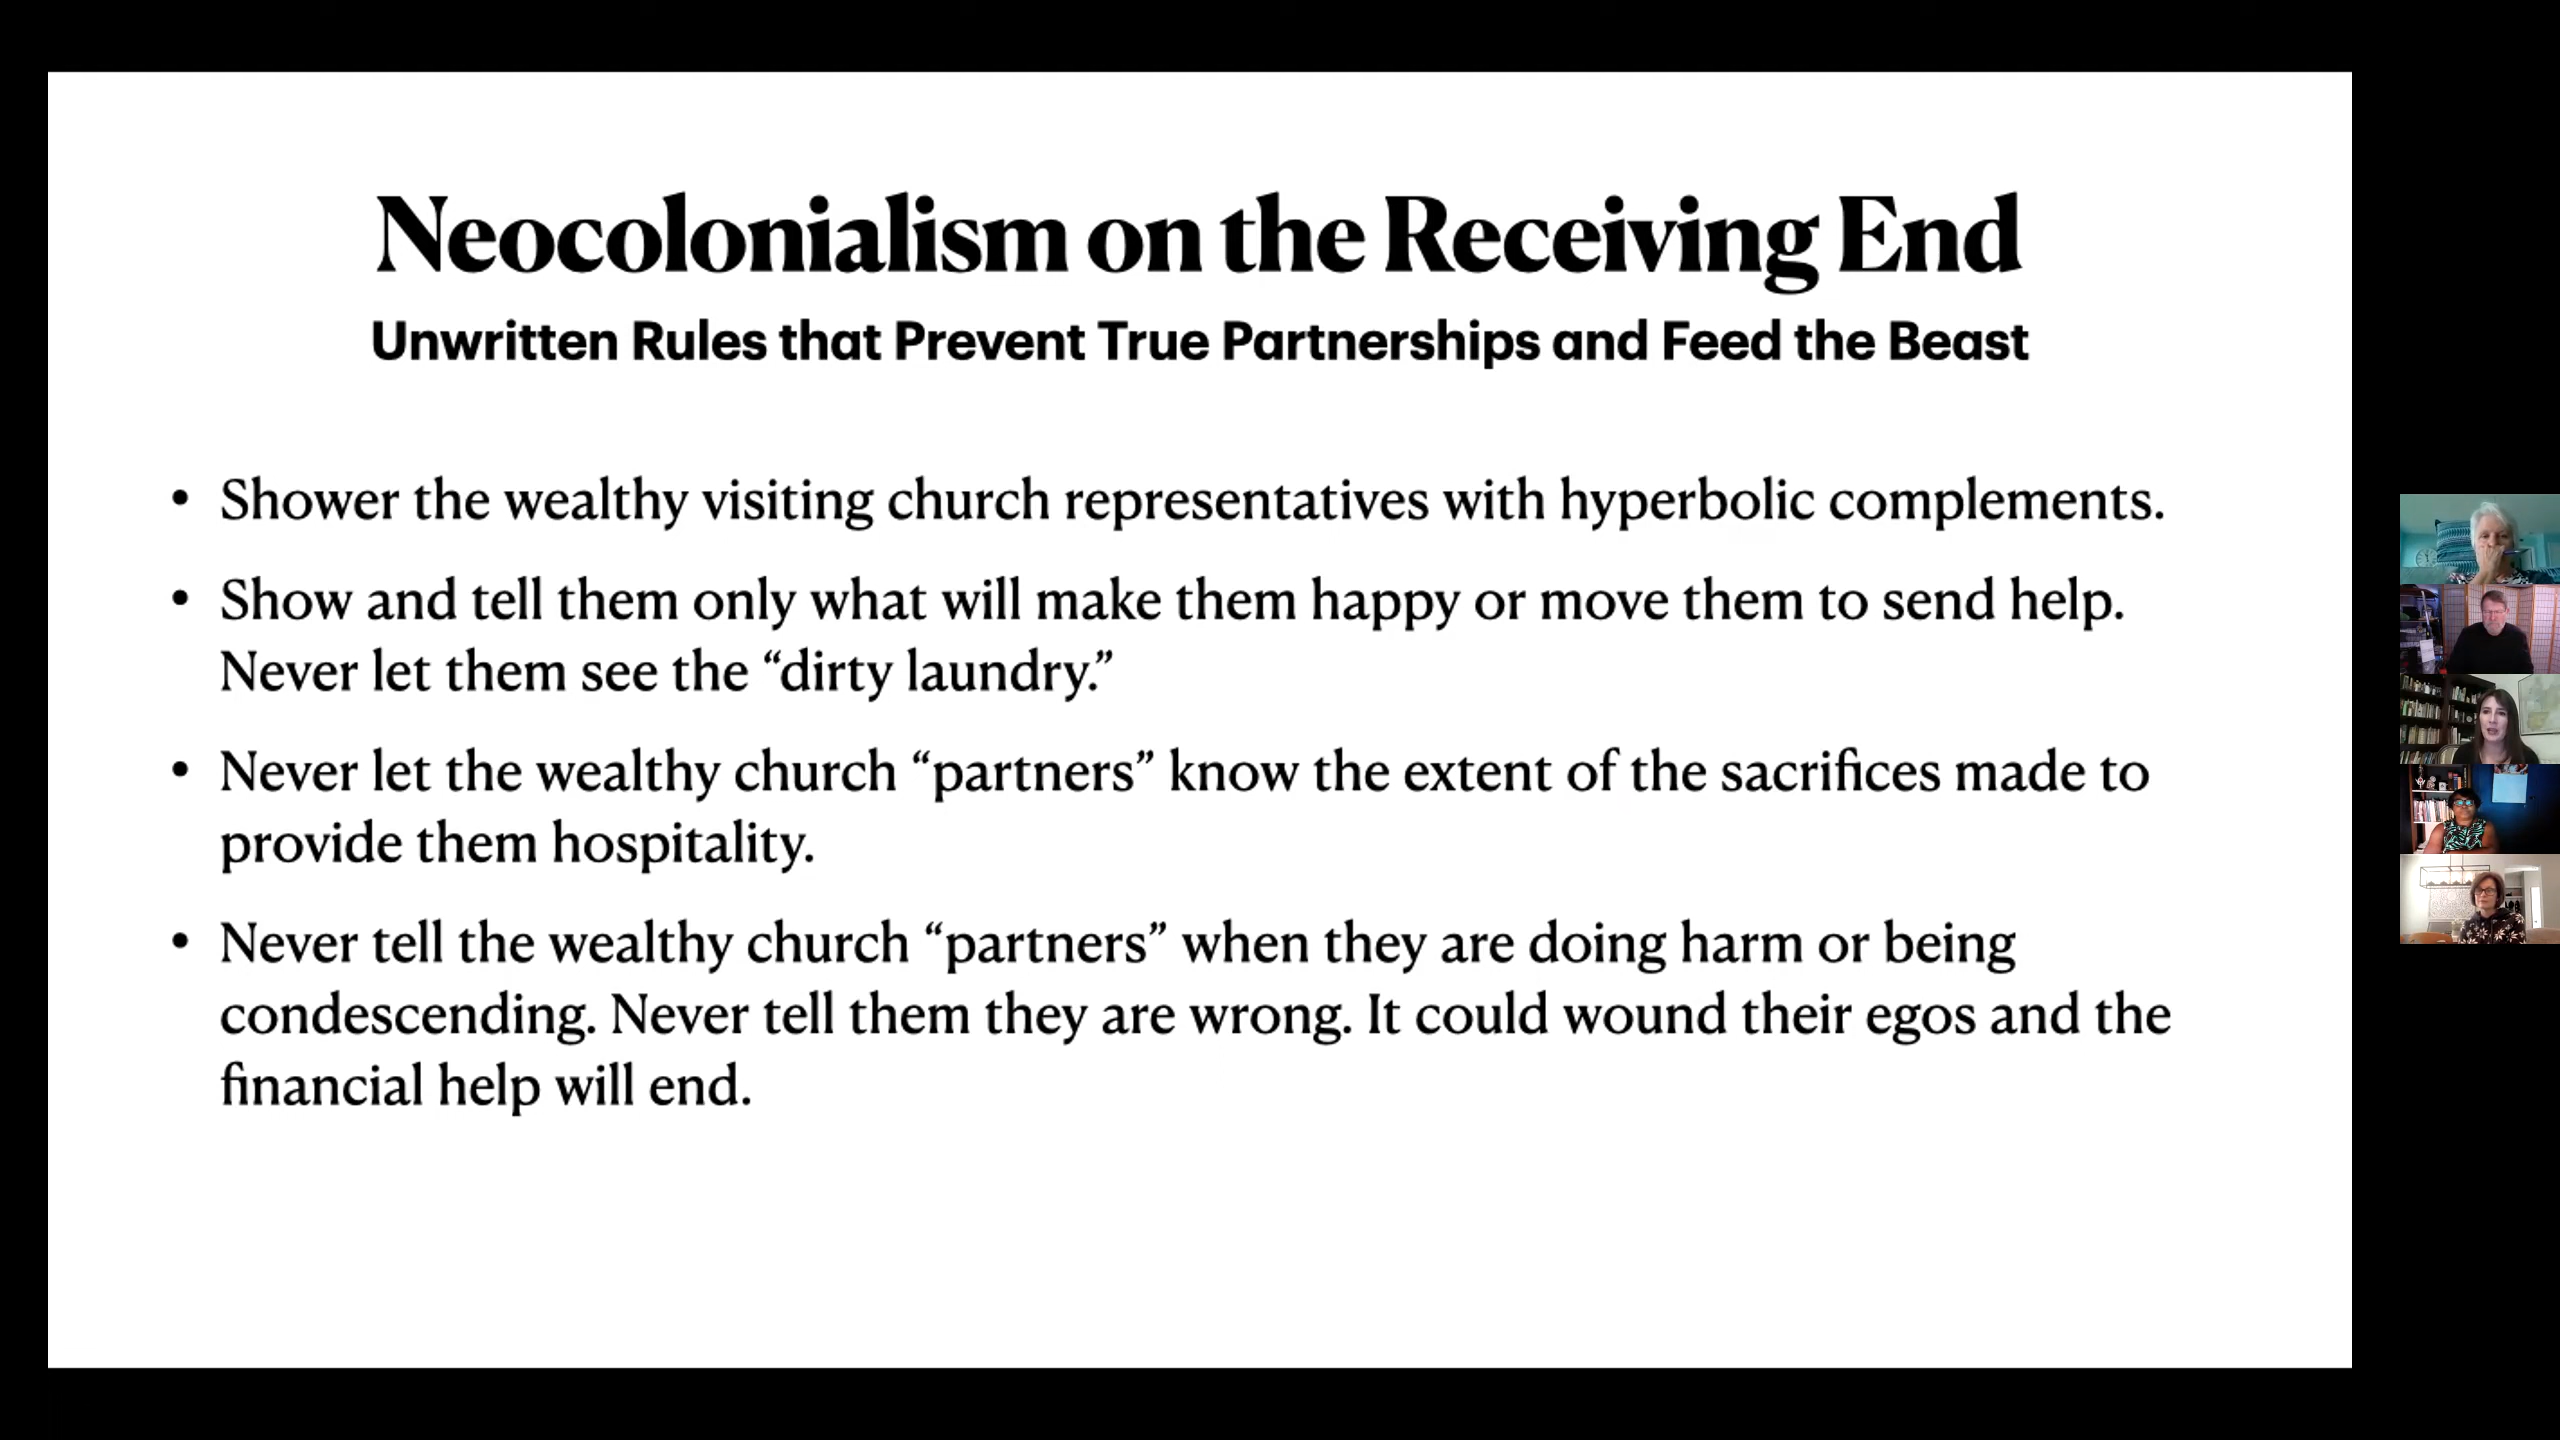 Neocolonialism on the Receiving End
Unwritten Rules that Prevent True Partnerships and Feed the Beast
• Shower the wealthy visiting church representatives with hyperbolic complements.
• Show and tell them only what will make them happy or move them to send help.
Never let them see the “dirty laundry.”
• Never let the wealthy church “partners” know the extent of the sacrifices made to
provide them hospitality.
• Never tell the wealthy church “partners” when they are doing harm or being
condescending. Never tell them they are wrong. It could wound their egos and the
financial help will end.